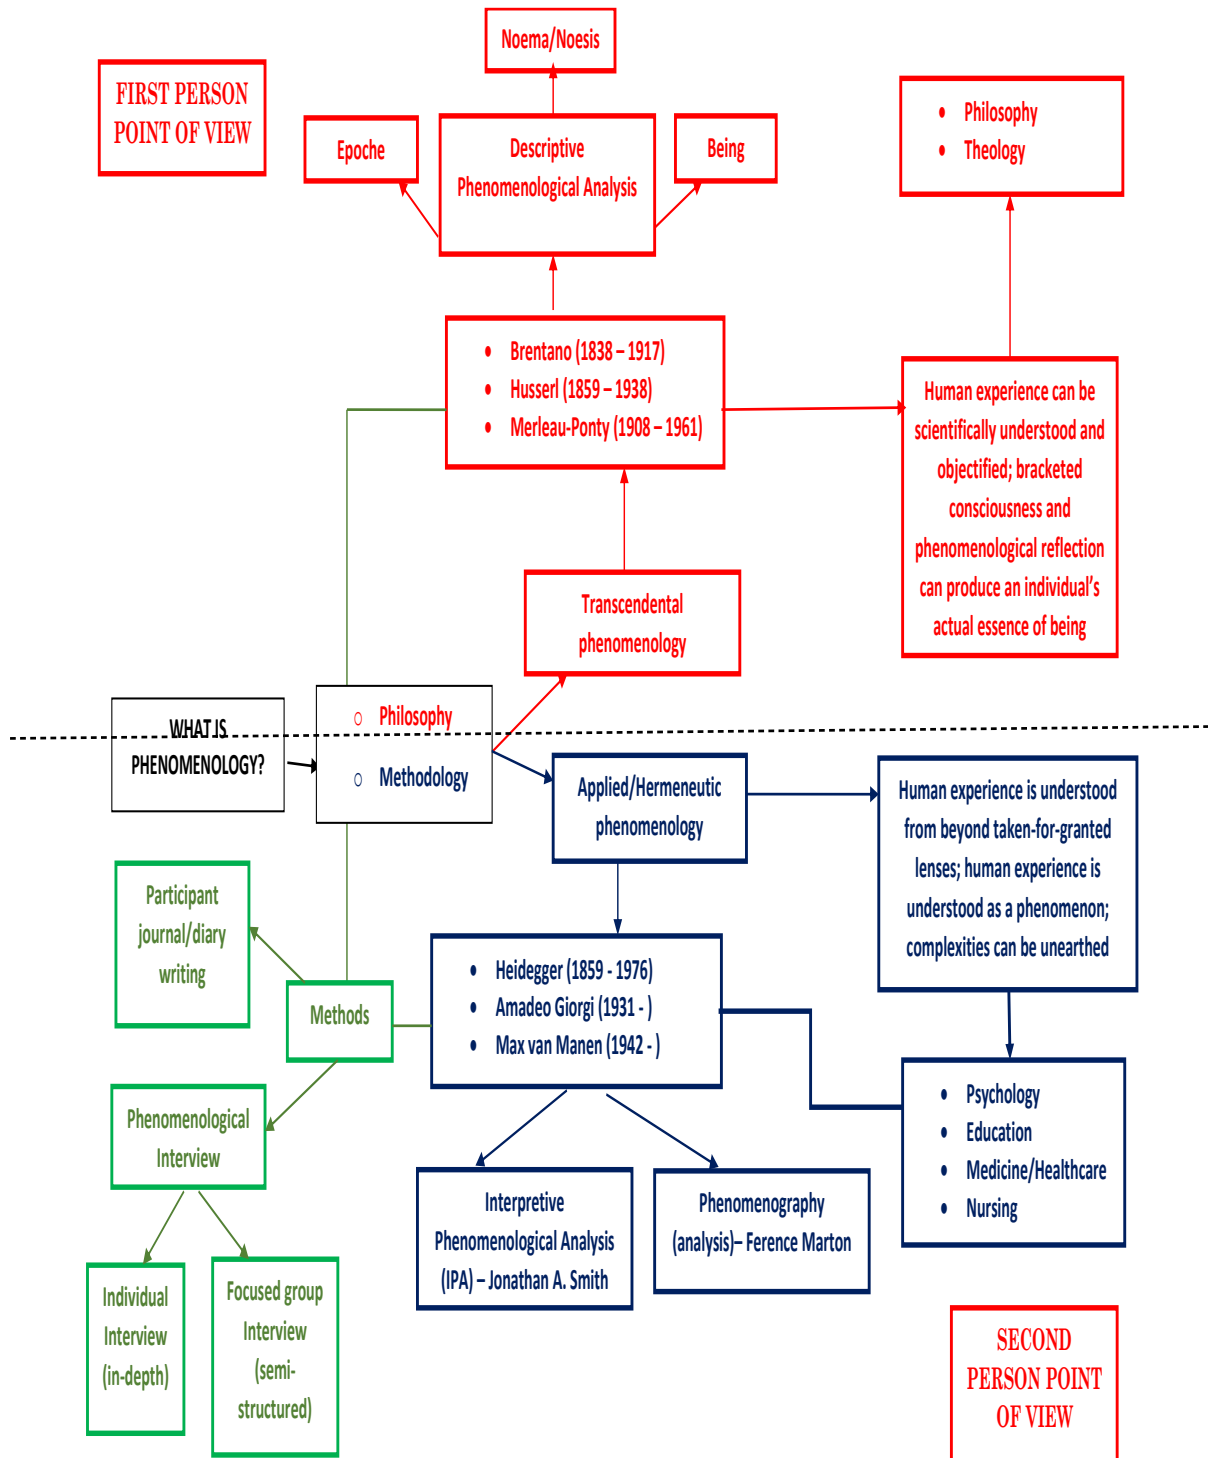 Noema/Noesis
FIRST PERSON
POINT OF VIEW
Epoche
Descriptive
Phenomenological Analysis
Being
• Philosophy
• Theology
• Brentano (1838 – 1917)
• Husserl (1859 – 1938)
• Merleau-Ponty (1908 – 1961)
Human experience can be
scientifically understood and
objectified; bracketed
consciousness and
phenomenological reflection
can produce an individual's
actual essence of being
Transcendental
phenomenology
WHAT IS
PHENOMENOLOGY?
○ Philosophy
○ Methodology
Applied/Hermeneutic
phenomenology
Human experience is understood
from beyond taken-for-granted
lenses; human experience is
understood as a phenomenon;
complexities can be unearthed
Participant
journal/diary
writing
Methods
• Heidegger (1859 - 1976)
• Amadeo Giorgi (1931 - )
• Max van Manen (1942 - )
• Psychology
• Education
• Medicine/Healthcare
• Nursing
Phenomenological
Interview
Interpretive
Phenomenological Analysis
(IPA) – Jonathan A. Smith
Phenomenography
(analysis)– Ference Marton
Individual
Interview
(in-depth)
Focused group
Interview
(semi-
structured)
SECOND
PERSON POINT
OF VIEW